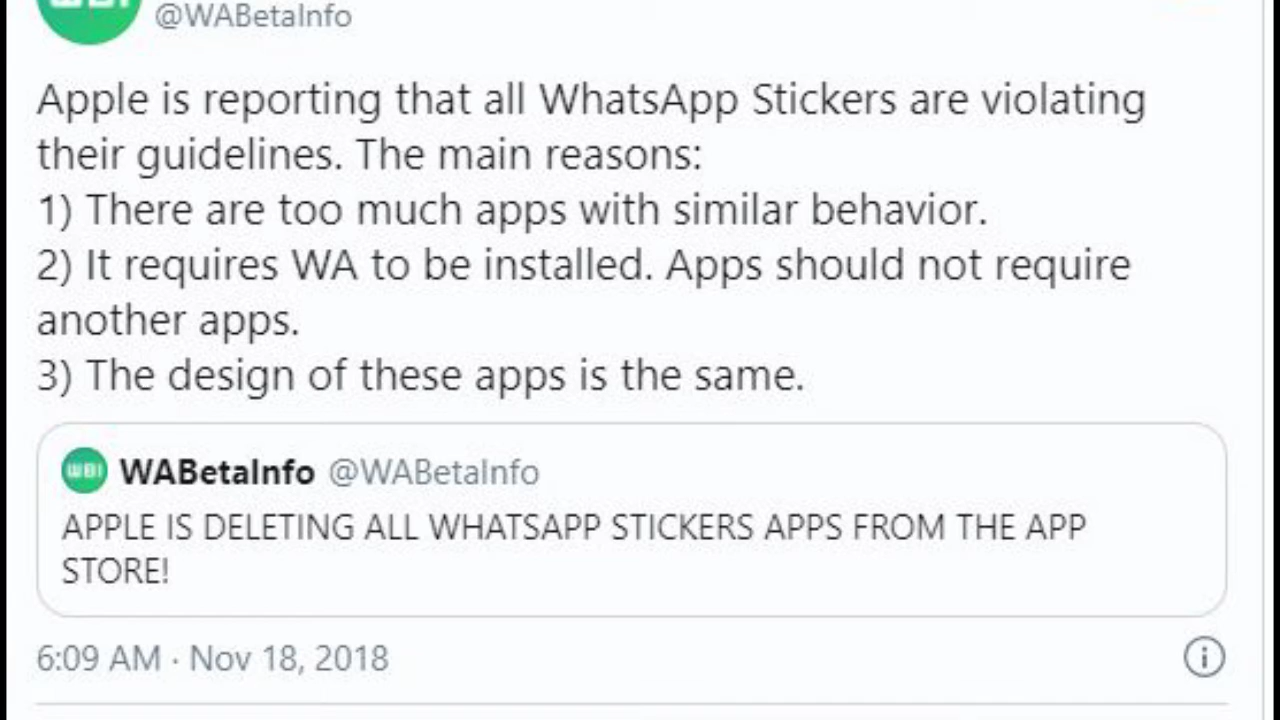 WBI
@WABetaInfo
Apple is reporting that all WhatsApp Stickers are violating
their guidelines. The main reasons:
1) There are too much apps with similar behavior.
2) It requires WA to be installed. Apps should not require
another apps.
3) The design of these apps is the same.
WBI WABetaInfo @WABetaInfo
APPLE IS DELETING ALL WHATSAPP STICKERS APPS FROM THE APP
STORE!
6:09 AM · Nov 18, 2018